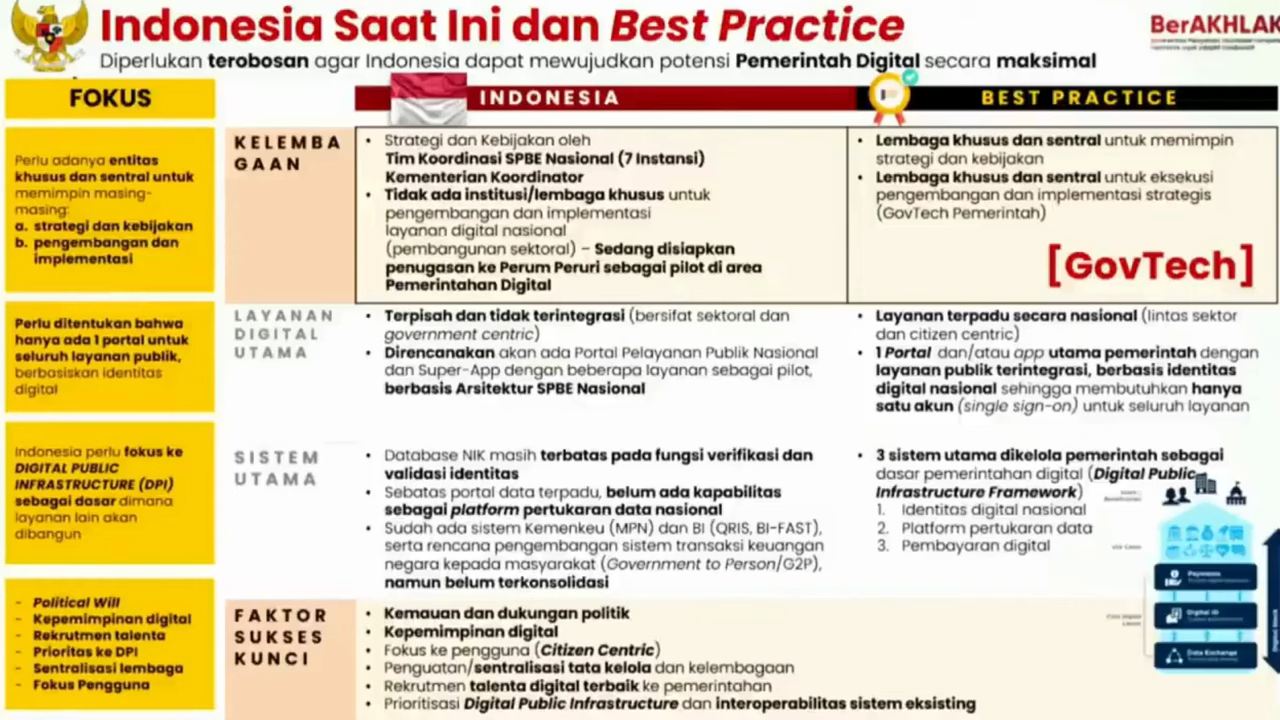 Indonesia Saat Ini dan Best Practice
BerAKHLAK
Diperlukan terobosan agar Indonesia dapat mewujudkan potensi Pemerintah Digital secara maksimal
FOKUS
INDONESIA
BEST PRACTICE
Perlu adanya entitas
khusus dan sentral untuk
memimpin masing-
masing:
a. strategi dan kebijakan
b. pengembangan dan
implementasi
KELEMBA
GAAN
• Strategi dan Kebijakan oleh
Tim Koordinasi SPBE Nasional (7 Instansi)
Kementerian Koordinator
• Tidak ada institusi/lembaga khusus untuk
pengembangan dan implementasi
layanan digital nasional
(pembangunan sektoral) – Sedang disiapkan
penugasan ke Perum Peruri sebagai pilot di area
Pemerintahan Digital
• Lembaga khusus dan sentral untuk memimpin
strategi dan kebijakan
• Lembaga khusus dan sentral untuk eksekusi
pengembangan dan implementasi strategis
(GovTech Pemerintah)
[GovTech]
Perlu ditentukan bahwa
hanya ada 1 portal untuk
seluruh layanan publik,
berbasiskan identitas
digital
LAYANAN
DIGITAL
UTAMA
• Terpisah dan tidak terintegrasi (bersifat sektoral dan
government centric)
• Direncanakan akan ada Portal Pelayanan Publik Nasional
dan Super-App dengan beberapa layanan sebagai pilot,
berbasis Arsitektur SPBE Nasional
• Layanan terpadu secara nasional (lintas sektor
dan citizen centric)
• 1 Portal dan/atau app utama pemerintah dengan
layanan publik terintegrasi, berbasis identitas
digital nasional sehingga membutuhkan hanya
satu akun (single sign-on) untuk seluruh layanan
Indonesia perlu fokus ke
DIGITAL PUBLIC
INFRASTRUCTURE (DPI)
sebagai dasar dimana
layanan lain akan
dibangun
SISTEM
UTAMA
• Database NIK masih terbatas pada fungsi verifikasi dan
validasi identitas
• Sebatas portal data terpadu, belum ada kapabilitas
sebagai platform pertukaran data nasional
• Sudah ada sistem Kemenkeu (MPN) dan BI (QRIS, BI-FAST),
serta rencana pengembangan sistem transaksi keuangan
negara kepada masyarakat (Government to Person/G2P),
namun belum terkonsolidasi
• 3 sistem utama dikelola pemerintah sebagai
dasar pemerintahan digital (Digital Public
Infrastructure Framework)
1. Identitas digital nasional
2. Platform pertukaran data
3. Pembayaran digital
Payments
Digital ID
Data Exchange
- Political Will
- Kepemimpinan digital
- Rekrutmen talenta
- Prioritas ke DPI
- Sentralisasi lembaga
- Fokus Pengguna
FAKTOR
SUKSES
KUNCI
• Kemauan dan dukungan politik
• Kepemimpinan digital
• Fokus ke pengguna (Citizen Centric)
• Penguatan/sentralisasi tata kelola dan kelembagaan
• Rekrutmen talenta digital terbaik ke pemerintahan
• Prioritisasi Digital Public Infrastructure dan interoperabilitas sistem eksisting